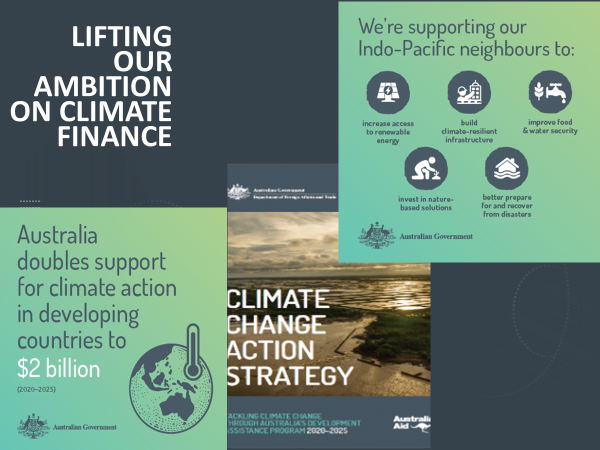 LIFTING
OUR
AMBITION
ON CLIMATE
FINANCE
We're supporting our
Indo-Pacific neighbours to:
increase access
to renewable
energy
build
climate-resilient
infrastructure
improve food
& water security
invest in nature-
based solutions
better prepare
for and recover
from disasters
Australian Government
Australia
doubles support
for climate action
in developing
countries to
$2 billion
(2020–2025)
Australian Government
Australian Government
Department of Foreign Affairs and Trade
CLIMATE
CHANGE
ACTION
STRATEGY
ACKLING CLIMATE CHANGE
HROUGH AUSTRALIA'S DEVELOPMENT
SSISTANCE PROGRAM 2020–2025
Aid